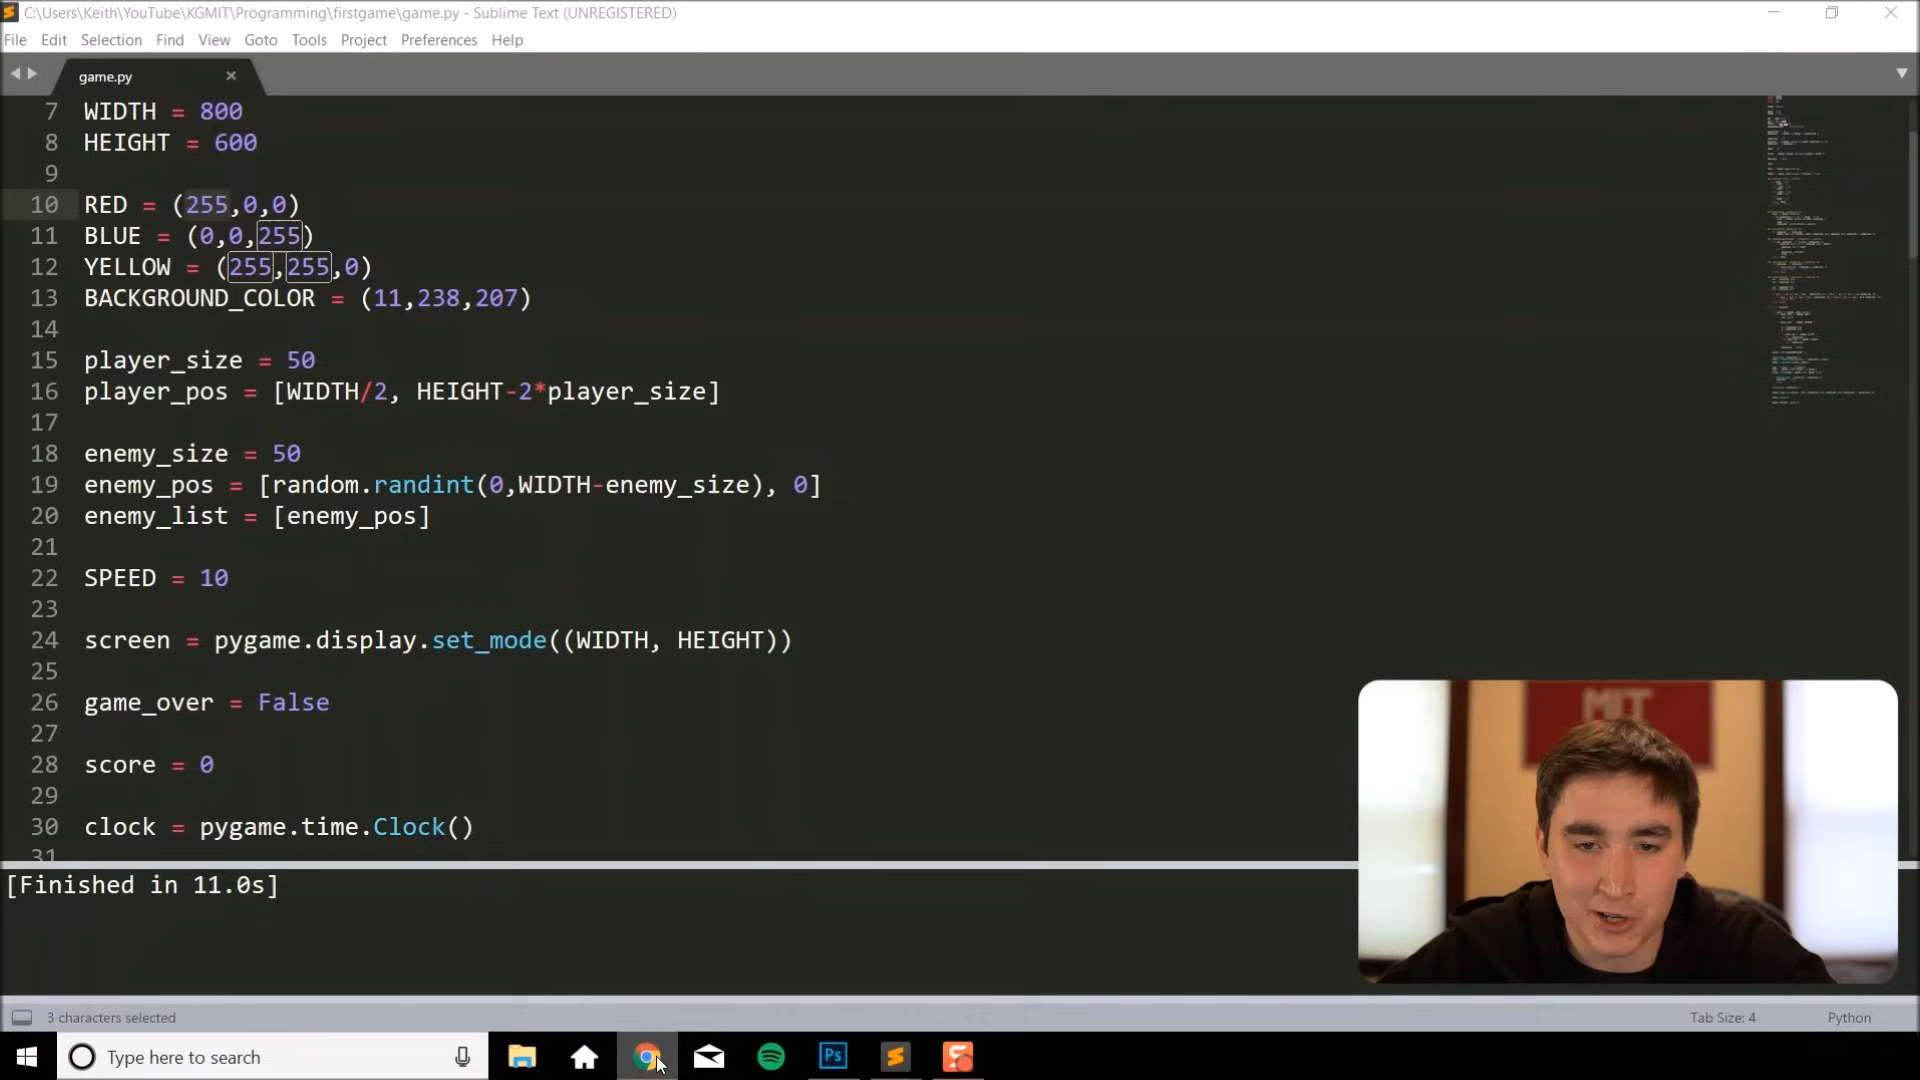 C:\Users\Keith\YouTube\KGMIT\Programming\firstgame\game.py - Sublime Text (UNREGISTERED)
File Edit Selection Find View Goto Tools Project Preferences Help
game.py
7 WIDTH = 800
8 HEIGHT = 600
9
10 RED = (255,0,0)
11 BLUE = (0,0,255)
12 YELLOW = (255,255,0)
13 BACKGROUND_COLOR = (11,238,207)
14
15 player_size = 50
16 player_pos = [WIDTH/2, HEIGHT-2*player_size]
17
18 enemy_size = 50
19 enemy_pos = [random.randint(0,WIDTH-enemy_size), 0]
20 enemy_list = [enemy_pos]
21
22 SPEED = 10
23
24 screen = pygame.display.set_mode((WIDTH, HEIGHT))
25
26 game_over = False
27
28 score = 0
29
30 clock = pygame.time.Clock()
31
MIT
[Finished in 11.0s]
3 characters selected
Tab Size: 4
Python
Type here to search
Ps